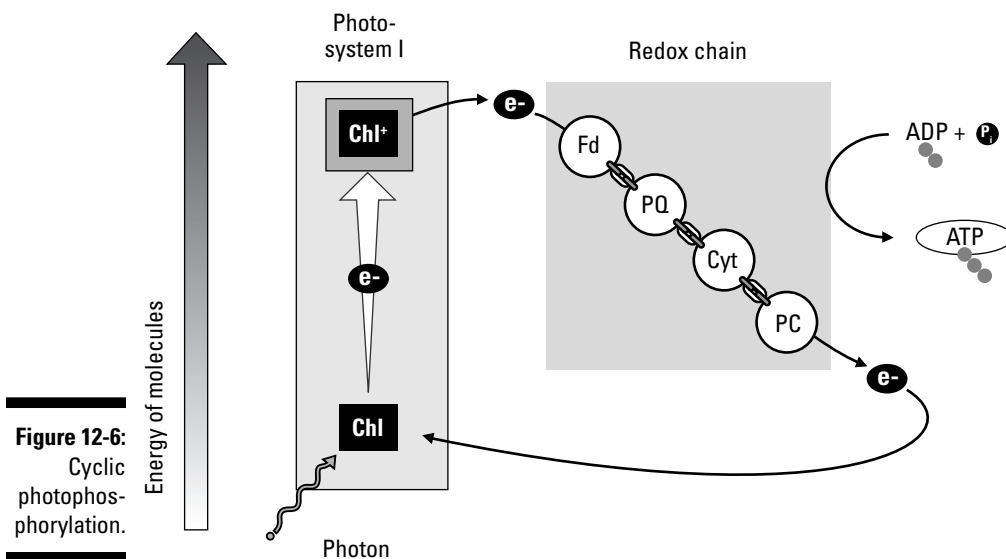 Photo-
system I
Redox chain
Chl⁺
e-
Fd
PQ
Cyt
PC
ADP + Pi
ATP
e-
e-
Chl
Photon
Energy of molecules
Figure 12-6:
Cyclic
photophos-
phorylation.